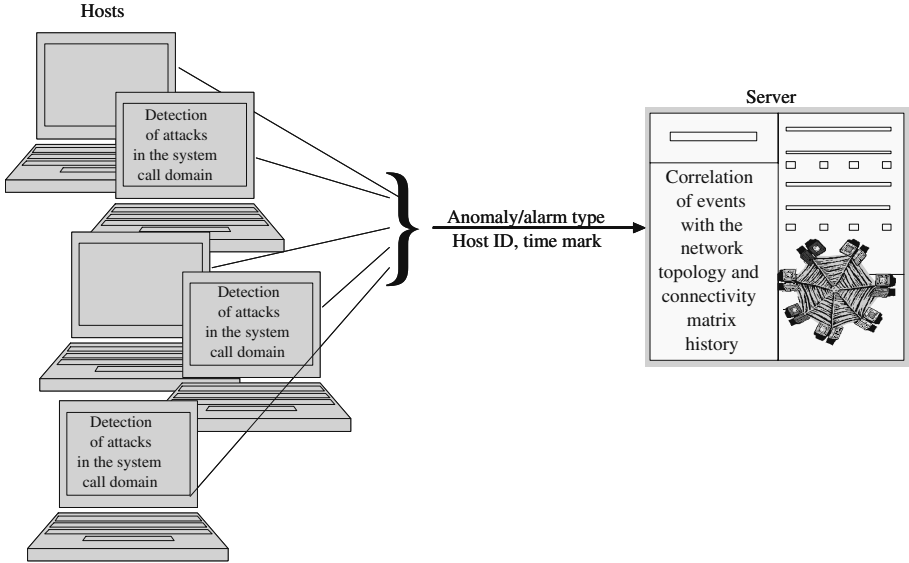 Hosts
Detection
of attacks
in the system
call domain
Detection
of attacks
in the system
call domain
Detection
of attacks
in the system
call domain
Anomaly/alarm type
Host ID, time mark
Server
Correlation
of events
with the
network
topology and
connectivity
matrix
history